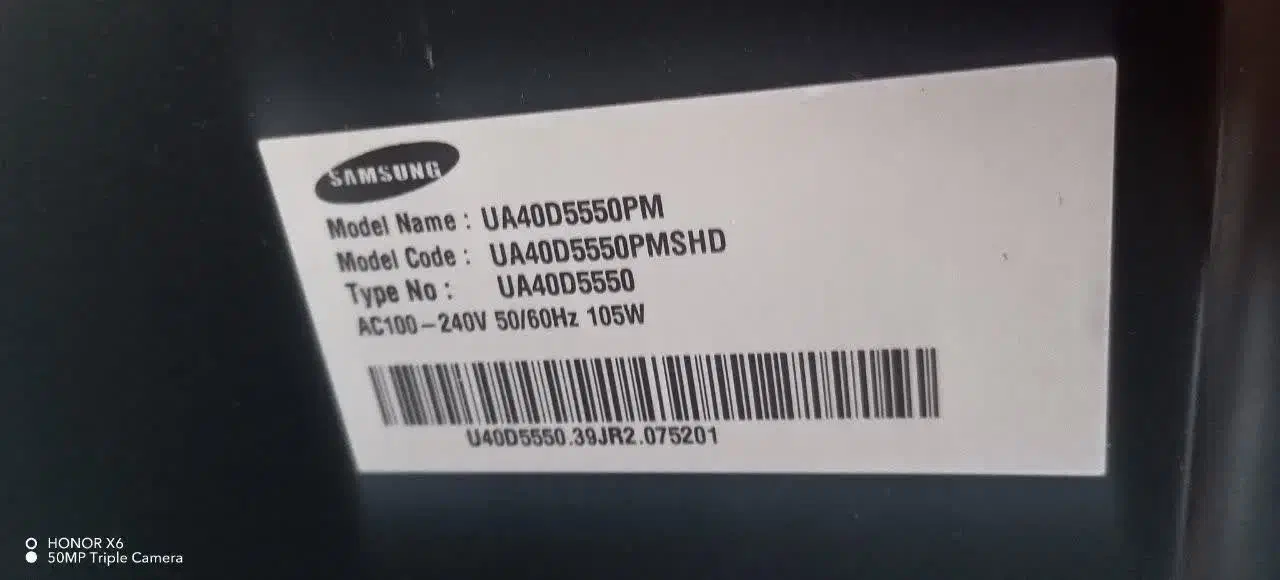 SAMSUNG
Model Name : UA40D5550PM
Model Code : UA40D5550PMSHD
Type No : UA40D5550
AC100-240V 50/60Hz 105W
U40D5550.39JR2.075201
HONOR X6
50MP Triple Camera